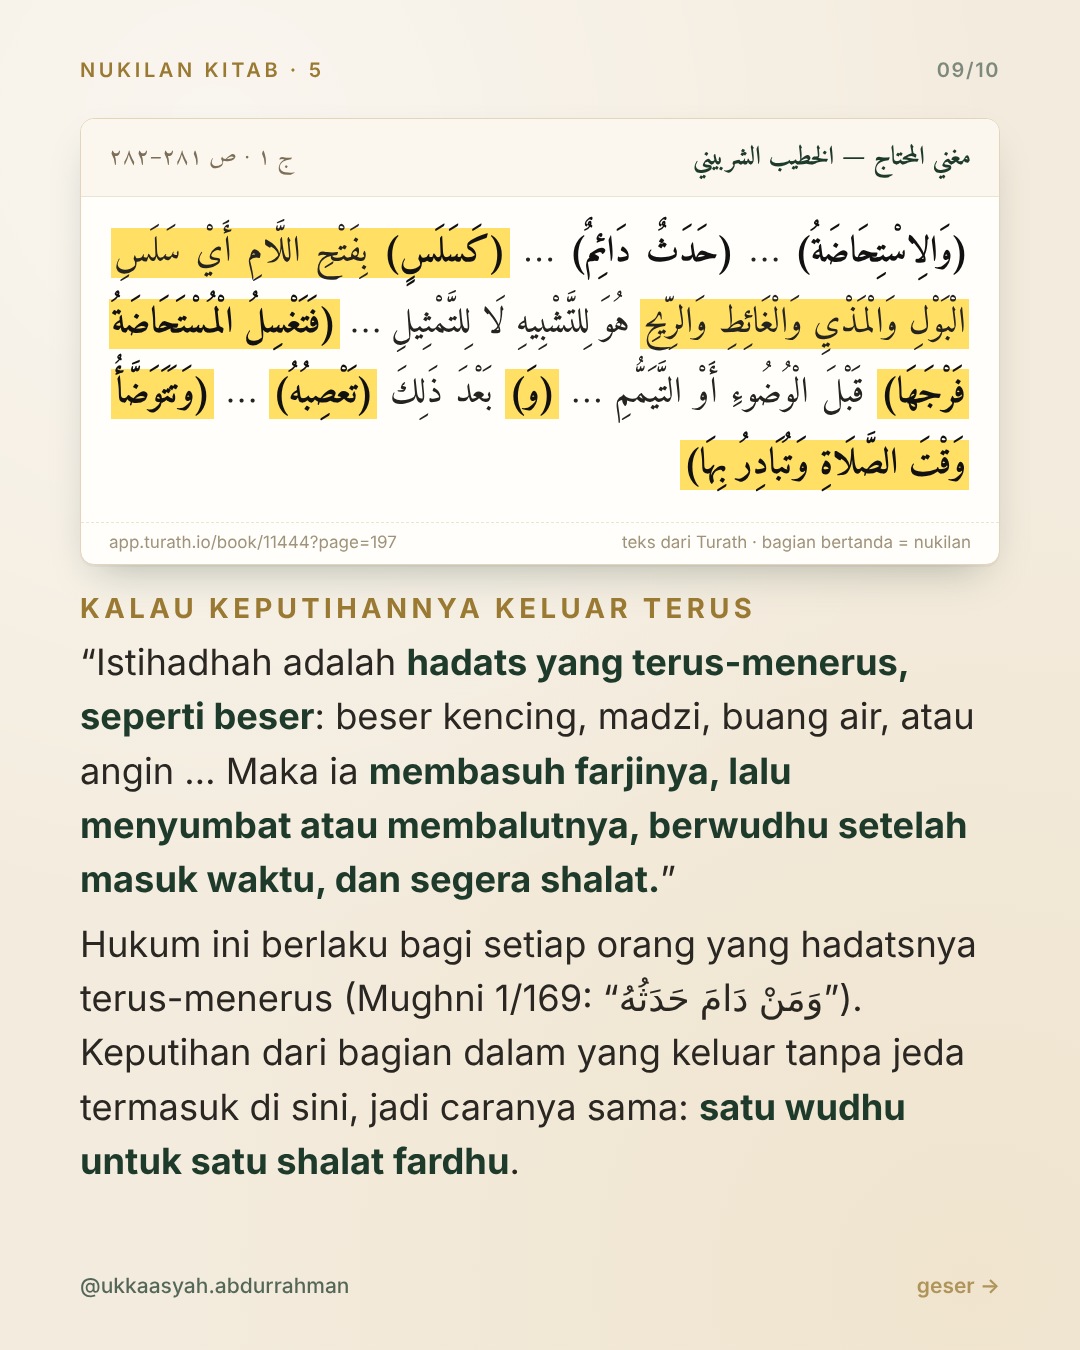 NUKILAN KITAB · 5
09/10
مغني المحتاج — الخطيب الشربيني
ج ١ · ص ٢٨١–٢٨٢
(وَالِاسْتِحَاضَةُ) ... (حَدَثٌ دَائِمٌ) ... (كَسَلَسٍ) بِفَتْحِ اللَّامِ أَيْ سَلَسِ
الْبَوْلِ وَالْمَذْيِ وَالْغَائِطِ وَالرِّيحِ هُوَ لِلتَّشْبِيهِ لَا لِلتَّمْثِيلِ ... (فَتَغْسِلُ الْمُسْتَحَاضَةُ
فَرْجَهَا) قَبْلَ الْوُضُوءِ أَوْ التَّيَمُّمِ ... (وَ) بَعْدَ ذَلِكَ (تَعْصِبُهُ) ... (وَتَتَوَضَّأُ
وَقْتَ الصَّلَاةِ وَتُبَادِرُ بِهَا)
app.turath.io/book/11444?page=197
teks dari Turath · bagian bertanda = nukilan
KALAU KEPUTIHANNYA KELUAR TERUS
“Istihadhah adalah hadats yang terus-menerus,
seperti beser: beser kencing, madzi, buang air, atau
angin ... Maka ia membasuh farjinya, lalu
menyumbat atau membalutnya, berwudhu setelah
masuk waktu, dan segera shalat.”
Hukum ini berlaku bagi setiap orang yang hadatsnya
terus-menerus (Mughni 1/169: “وَمَنْ دَامَ حَدَثُهُ”).
Keputihan dari bagian dalam yang keluar tanpa jeda
termasuk di sini, jadi caranya sama: satu wudhu
untuk satu shalat fardhu.
@ukkaasyah.abdurrahman
geser →